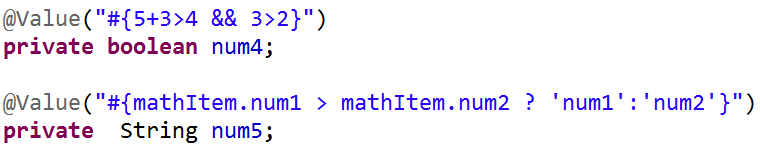 @Value("#{5+3>4 && 3>2}")
private boolean num4;
@Value("#{mathItem.num1 > mathItem.num2 ? 'num1':'num2'}")
private  String num5;